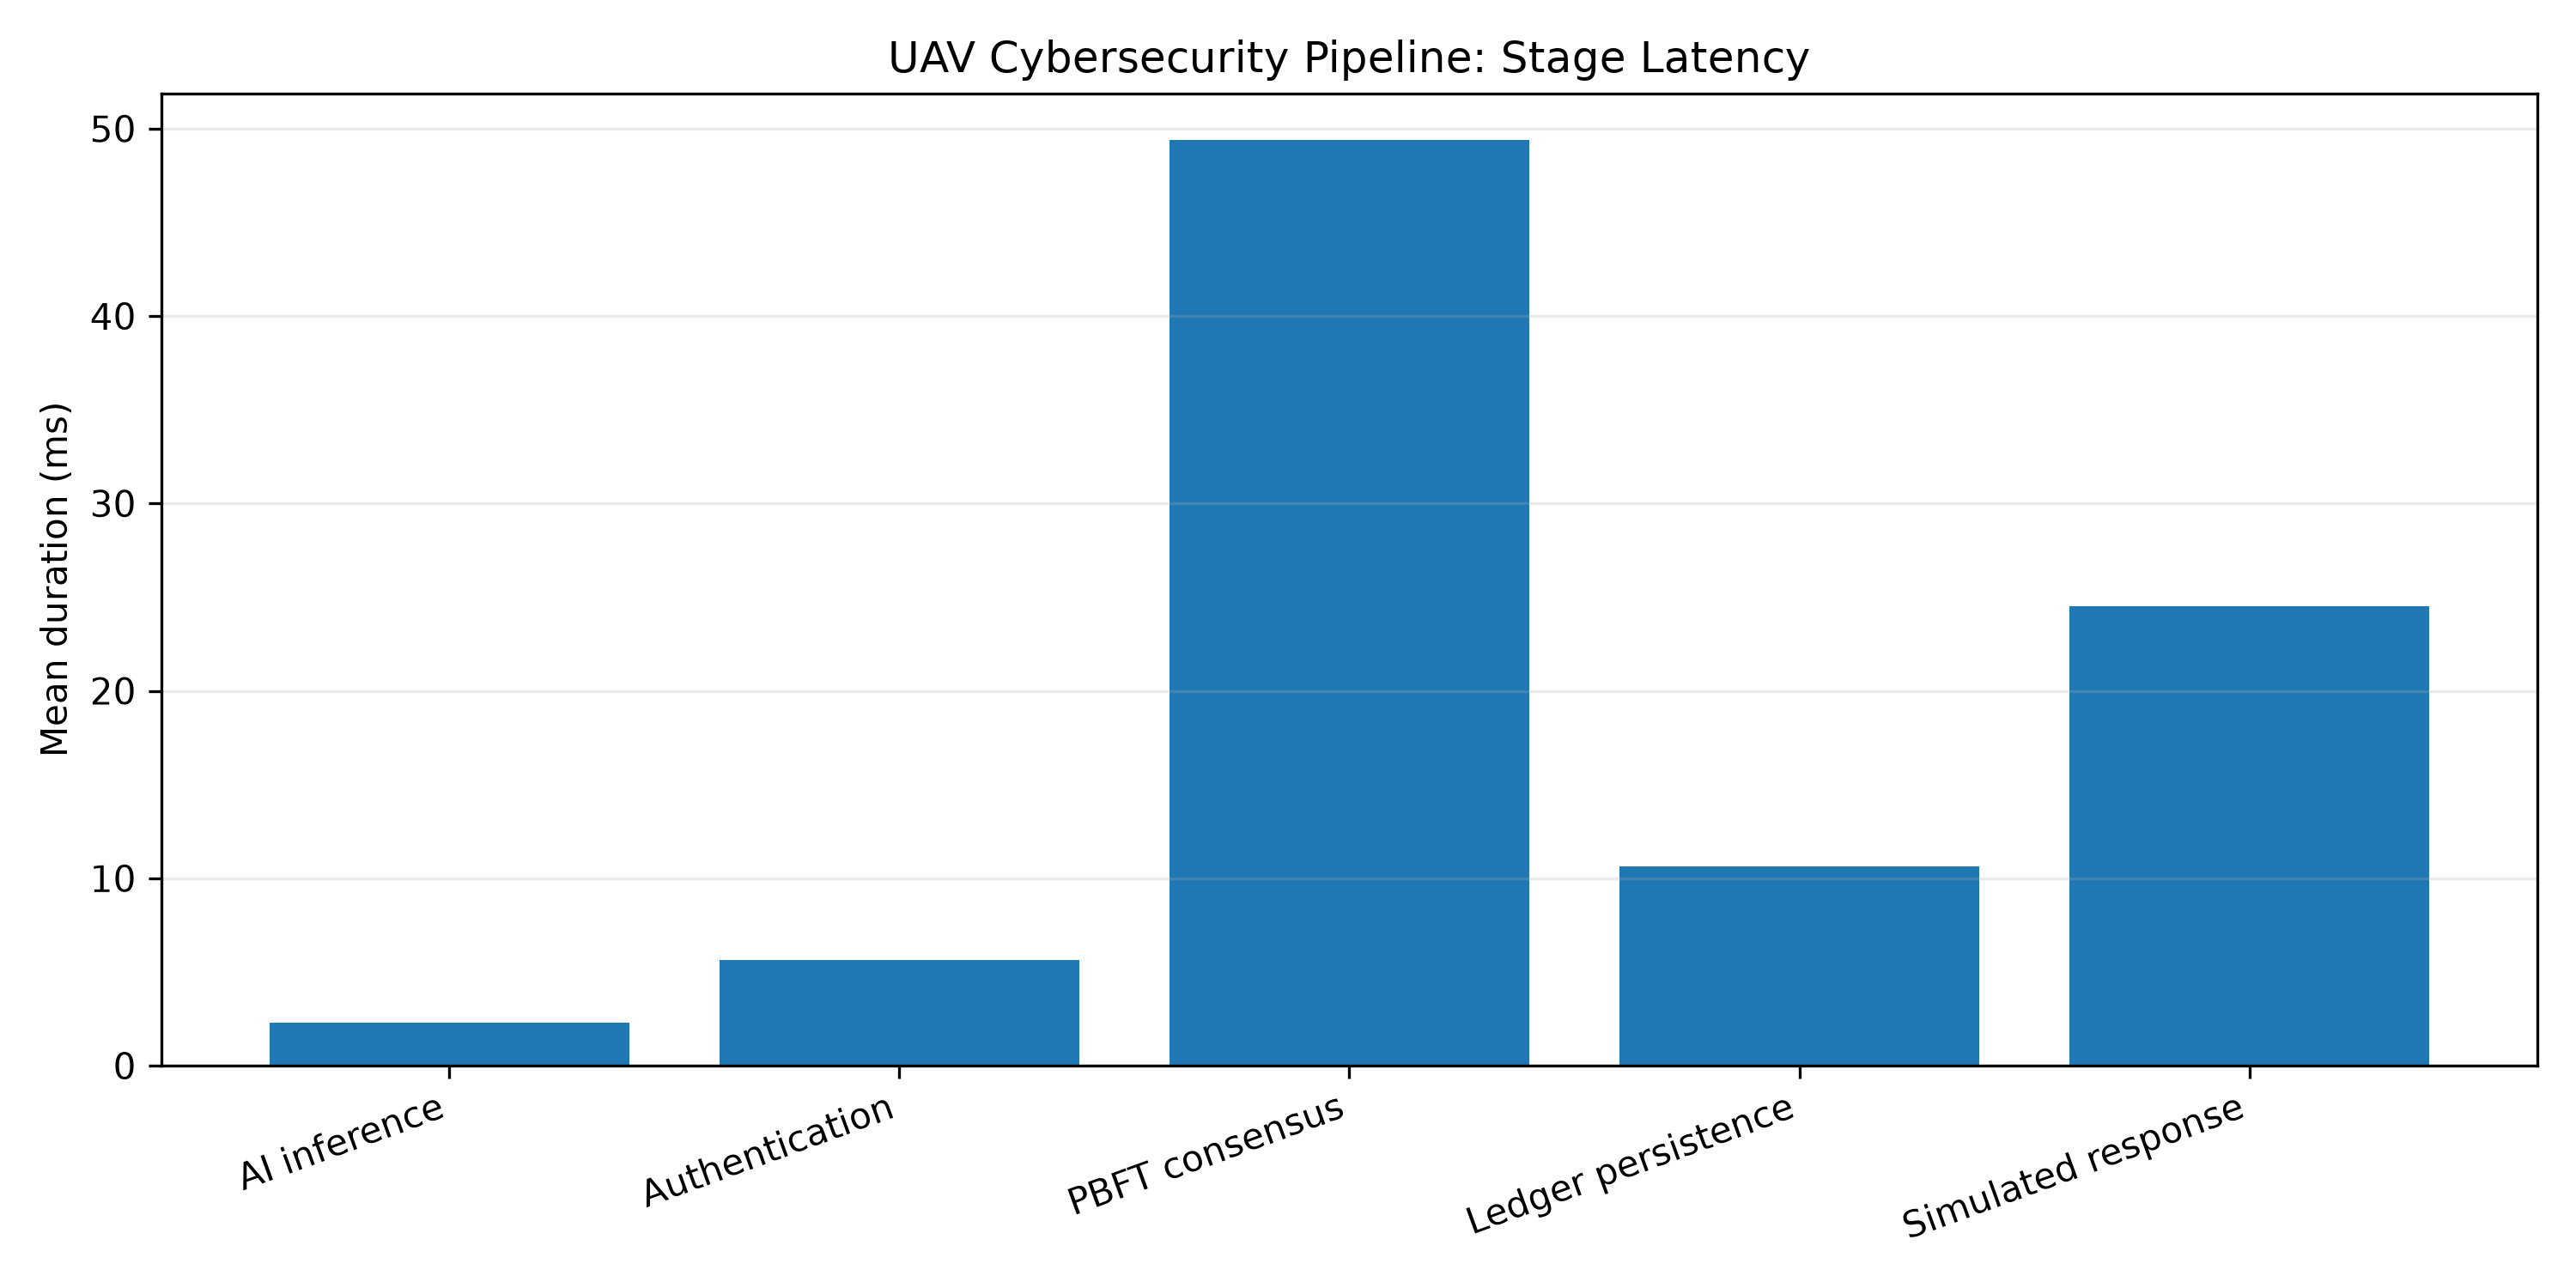 UAV Cybersecurity Pipeline: Stage Latency
Mean duration (ms)
50
40
30
20
10
0
AI inference
Authentication
PBFT consensus
Ledger persistence
Simulated response